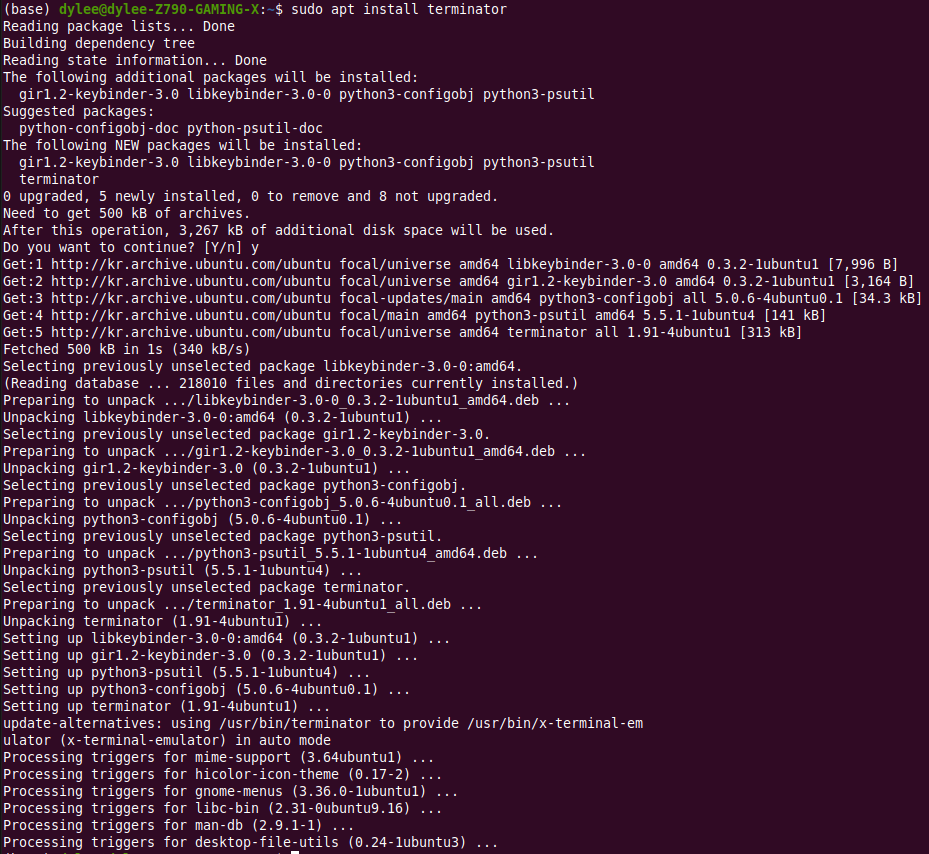 (base) dylee@dylee-Z790-GAMING-X:~$ sudo apt install terminator
Reading package lists... Done
Building dependency tree
Reading state information... Done
The following additional packages will be installed:
  gir1.2-keybinder-3.0 libkeybinder-3.0-0 python3-configobj python3-psutil
Suggested packages:
  python-configobj-doc python-psutil-doc
The following NEW packages will be installed:
  gir1.2-keybinder-3.0 libkeybinder-3.0-0 python3-configobj python3-psutil
  terminator
0 upgraded, 5 newly installed, 0 to remove and 8 not upgraded.
Need to get 500 kB of archives.
After this operation, 3,267 kB of additional disk space will be used.
Do you want to continue? [Y/n] y
Get:1 http://kr.archive.ubuntu.com/ubuntu focal/universe amd64 libkeybinder-3.0-0 amd64 0.3.2-1ubuntu1 [7,996 B]
Get:2 http://kr.archive.ubuntu.com/ubuntu focal/universe amd64 gir1.2-keybinder-3.0 amd64 0.3.2-1ubuntu1 [3,164 B]
Get:3 http://kr.archive.ubuntu.com/ubuntu focal-updates/main amd64 python3-configobj all 5.0.6-4ubuntu0.1 [34.3 kB]
Get:4 http://kr.archive.ubuntu.com/ubuntu focal/main amd64 python3-psutil amd64 5.5.1-1ubuntu4 [141 kB]
Get:5 http://kr.archive.ubuntu.com/ubuntu focal/universe amd64 terminator all 1.91-4ubuntu1 [313 kB]
Fetched 500 kB in 1s (340 kB/s)
Selecting previously unselected package libkeybinder-3.0-0:amd64.
(Reading database ... 218010 files and directories currently installed.)
Preparing to unpack .../libkeybinder-3.0-0_0.3.2-1ubuntu1_amd64.deb ...
Unpacking libkeybinder-3.0-0:amd64 (0.3.2-1ubuntu1) ...
Selecting previously unselected package gir1.2-keybinder-3.0.
Preparing to unpack .../gir1.2-keybinder-3.0_0.3.2-1ubuntu1_amd64.deb ...
Unpacking gir1.2-keybinder-3.0 (0.3.2-1ubuntu1) ...
Selecting previously unselected package python3-configobj.
Preparing to unpack .../python3-configobj_5.0.6-4ubuntu0.1_all.deb ...
Unpacking python3-configobj (5.0.6-4ubuntu0.1) ...
Selecting previously unselected package python3-psutil.
Preparing to unpack .../python3-psutil_5.5.1-1ubuntu4_amd64.deb ...
Unpacking python3-psutil (5.5.1-1ubuntu4) ...
Selecting previously unselected package terminator.
Preparing to unpack .../terminator_1.91-4ubuntu1_all.deb ...
Unpacking terminator (1.91-4ubuntu1) ...
Setting up libkeybinder-3.0-0:amd64 (0.3.2-1ubuntu1) ...
Setting up gir1.2-keybinder-3.0 (0.3.2-1ubuntu1) ...
Setting up python3-psutil (5.5.1-1ubuntu4) ...
Setting up python3-configobj (5.0.6-4ubuntu0.1) ...
Setting up terminator (1.91-4ubuntu1) ...
update-alternatives: using /usr/bin/terminator to provide /usr/bin/x-terminal-em
ulator (x-terminal-emulator) in auto mode
Processing triggers for mime-support (3.64ubuntu1) ...
Processing triggers for hicolor-icon-theme (0.17-2) ...
Processing triggers for gnome-menus (3.36.0-1ubuntu1) ...
Processing triggers for libc-bin (2.31-0ubuntu9.16) ...
Processing triggers for man-db (2.9.1-1) ...
Processing triggers for desktop-file-utils (0.24-1ubuntu3) ...